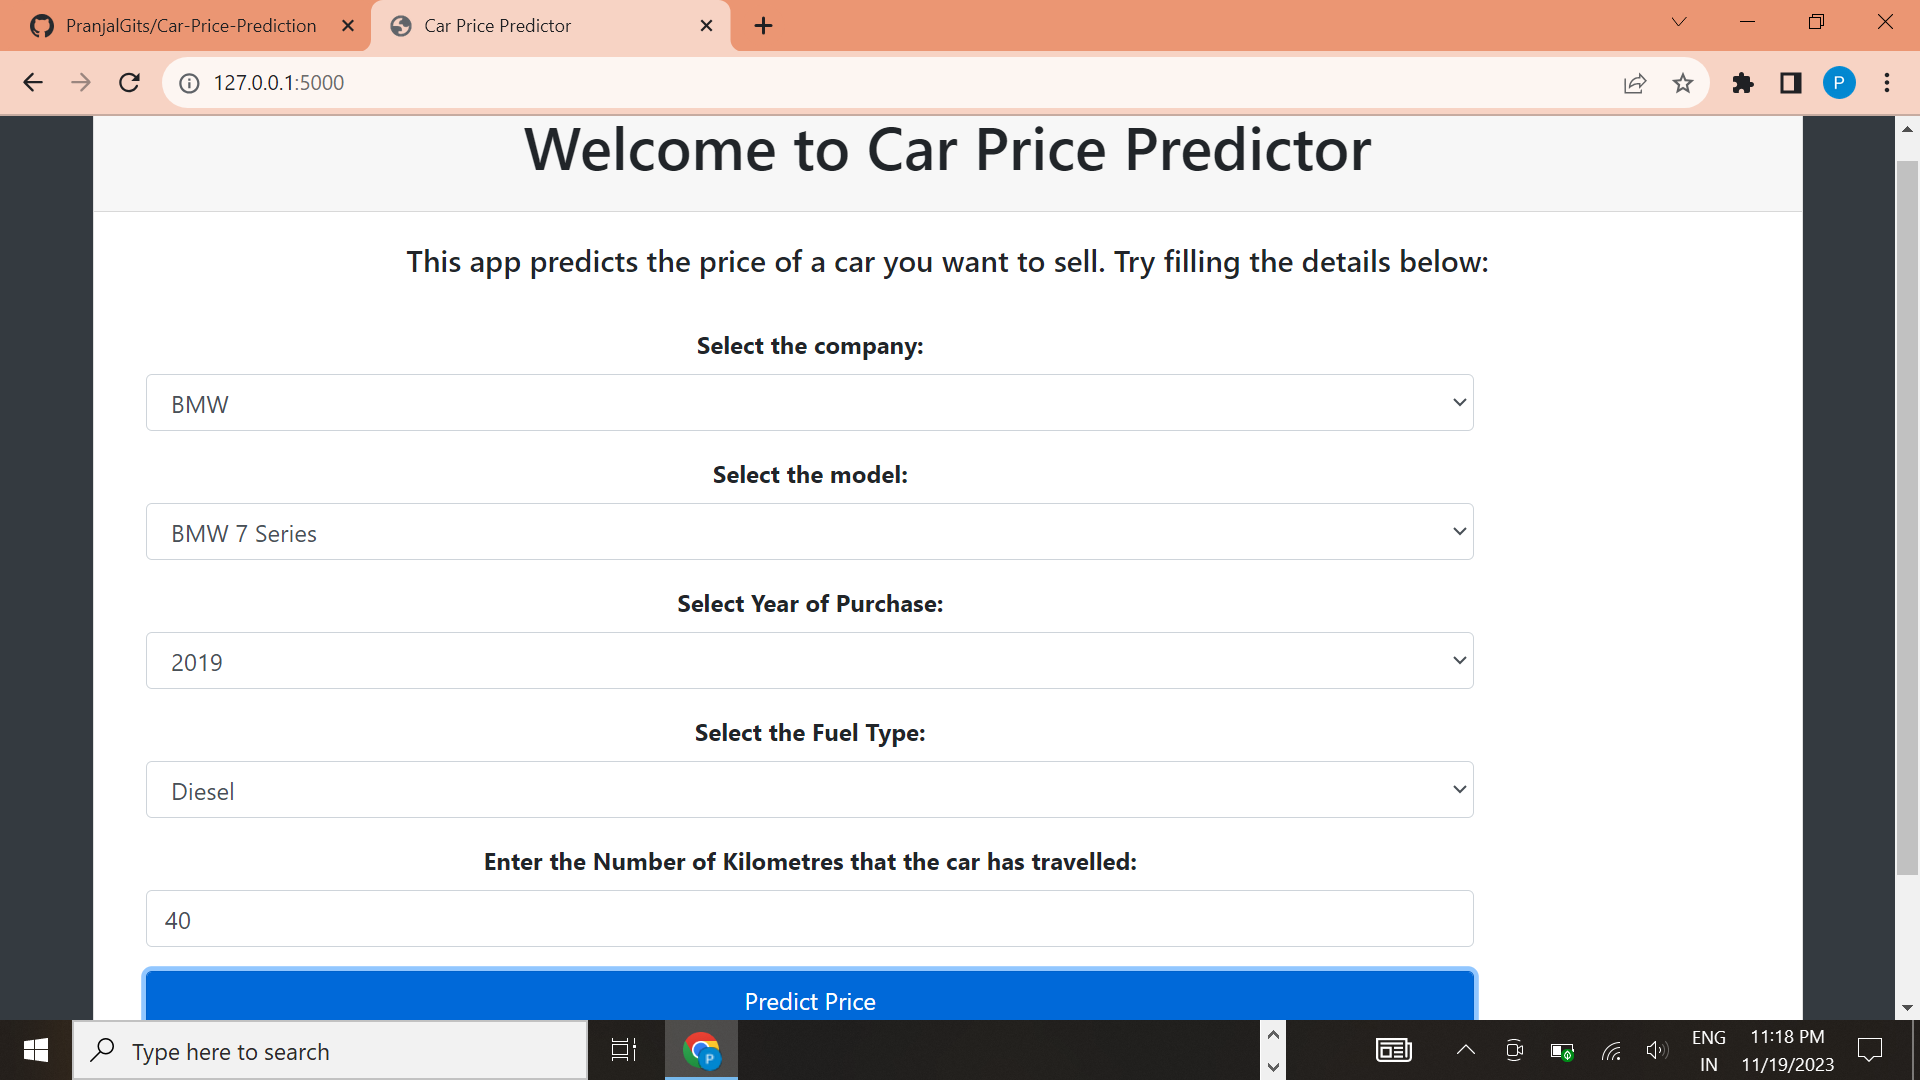 PranjalGits/Car-Price-Prediction
Car Price Predictor
127.0.0.1:5000
P
Welcome to Car Price Predictor
This app predicts the price of a car you want to sell. Try filling the details below:
Select the company:
BMW
Select the model:
BMW 7 Series
Select Year of Purchase:
2019
Select the Fuel Type:
Diesel
Enter the Number of Kilometres that the car has travelled:
40
Predict Price
Type here to search
P
ENG
IN
11:18 PM
11/19/2023